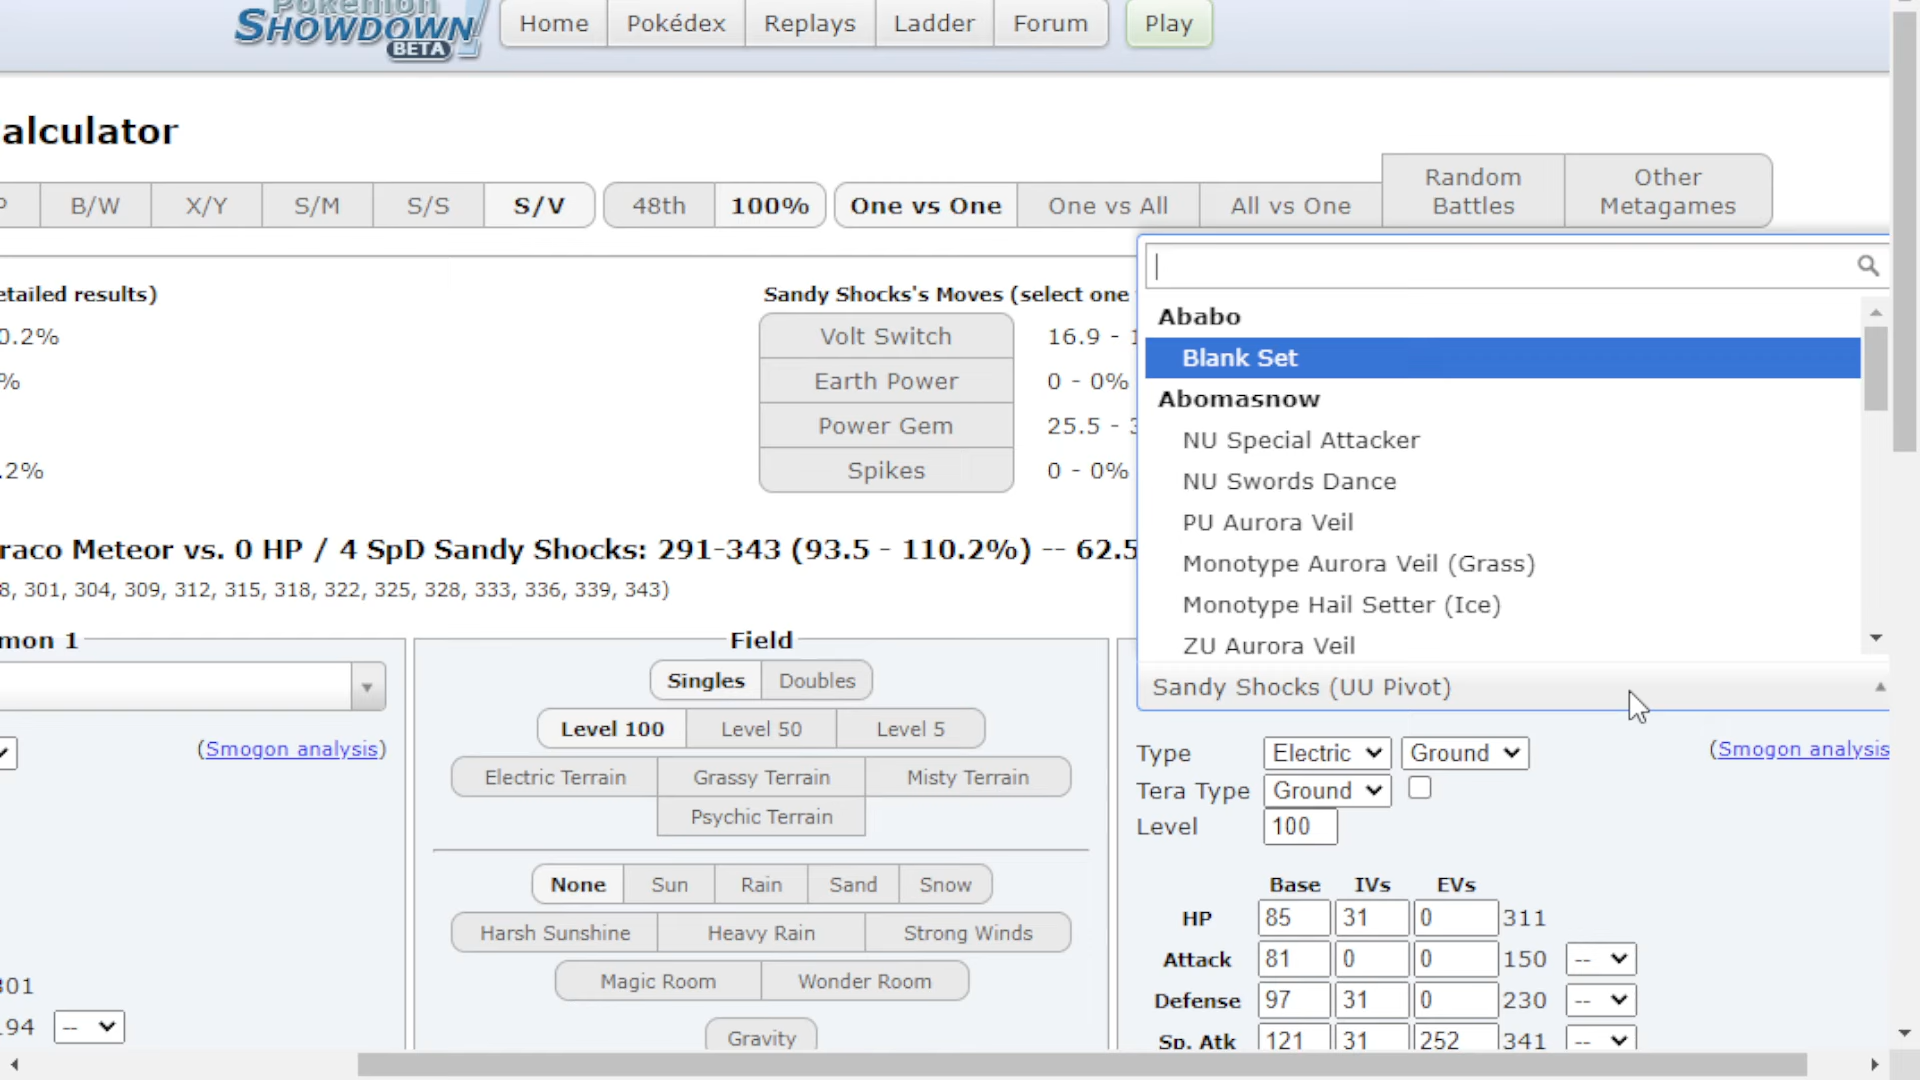 Pokémon
SHOWDOWN!
BETA
Home
Pokédex
Replays
Ladder
Forum
Play
alculator
P
B/W
X/Y
S/M
S/S
S/V
48th
100%
One vs One
One vs All
All vs One
Random
Battles
Other
Metagames
etailed results)
0.2%
%
.2%
Sandy Shocks's Moves (select one
Volt Switch
16.9 - 1
Earth Power
0 - 0%
Power Gem
25.5 - 3
Spikes
0 - 0%
Ababo
Blank Set
Abomasnow
NU Special Attacker
NU Swords Dance
PU Aurora Veil
Monotype Aurora Veil (Grass)
Monotype Hail Setter (Ice)
ZU Aurora Veil
Sandy Shocks (UU Pivot)
raco Meteor vs. 0 HP / 4 SpD Sandy Shocks: 291-343 (93.5 - 110.2%) -- 62.5
8, 301, 304, 309, 312, 315, 318, 322, 325, 328, 333, 336, 339, 343)
mon 1
(Smogon analysis)
301
194
--
Field
Singles
Doubles
Level 100
Level 50
Level 5
Electric Terrain
Grassy Terrain
Misty Terrain
Psychic Terrain
None
Sun
Rain
Sand
Snow
Harsh Sunshine
Heavy Rain
Strong Winds
Magic Room
Wonder Room
Gravity
Type
Electric
Ground
(Smogon analysis
Tera Type
Ground
Level
100
Base IVs EVs
HP 85 31 0 311
Attack 81 0 0 150 --
Defense 97 31 0 230 --
Sp. Atk 121 31 252 341 --